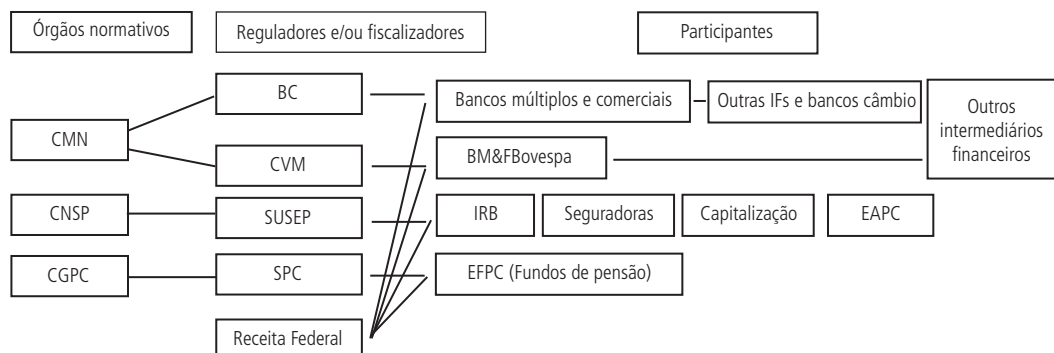 Órgãos normativos
Reguladores e/ou fiscalizadores
Participantes
CMN
BC
Bancos múltiplos e comerciais
Outras IFs e bancos câmbio
Outros
intermediários
financeiros
CVM
BM&FBovespa
CNSP
SUSEP
IRB
Seguradoras
Capitalização
EAPC
CGPC
SPC
EFPC (Fundos de pensão)
Receita Federal